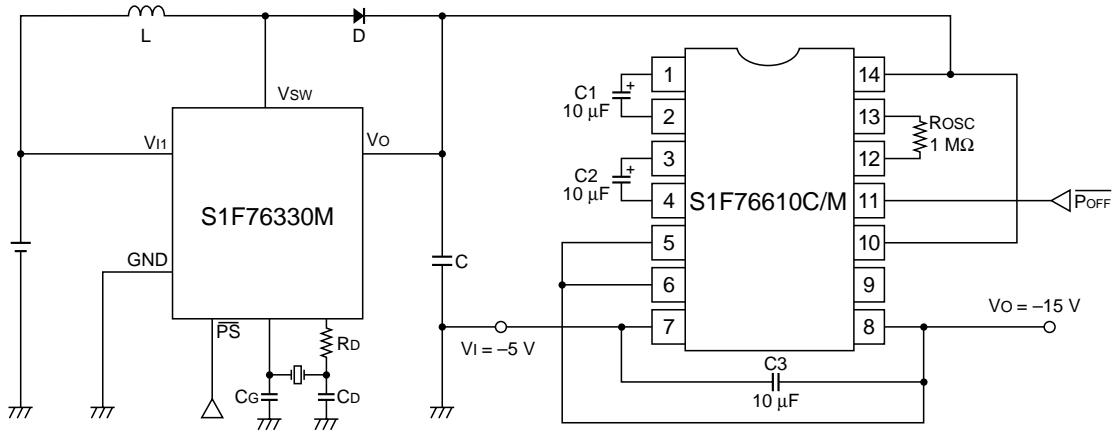 L
D
VSW
VI1
VO
S1F76330M
GND
PS
RD
CG
CD
C
VI = –5 V
C1
10 µF
C2
10 µF
1
2
3
4
5
6
7
S1F76610C/M
14
13
12
11
10
9
8
ROSC
1 MΩ
POFF
VO = –15 V
C3
10 µF